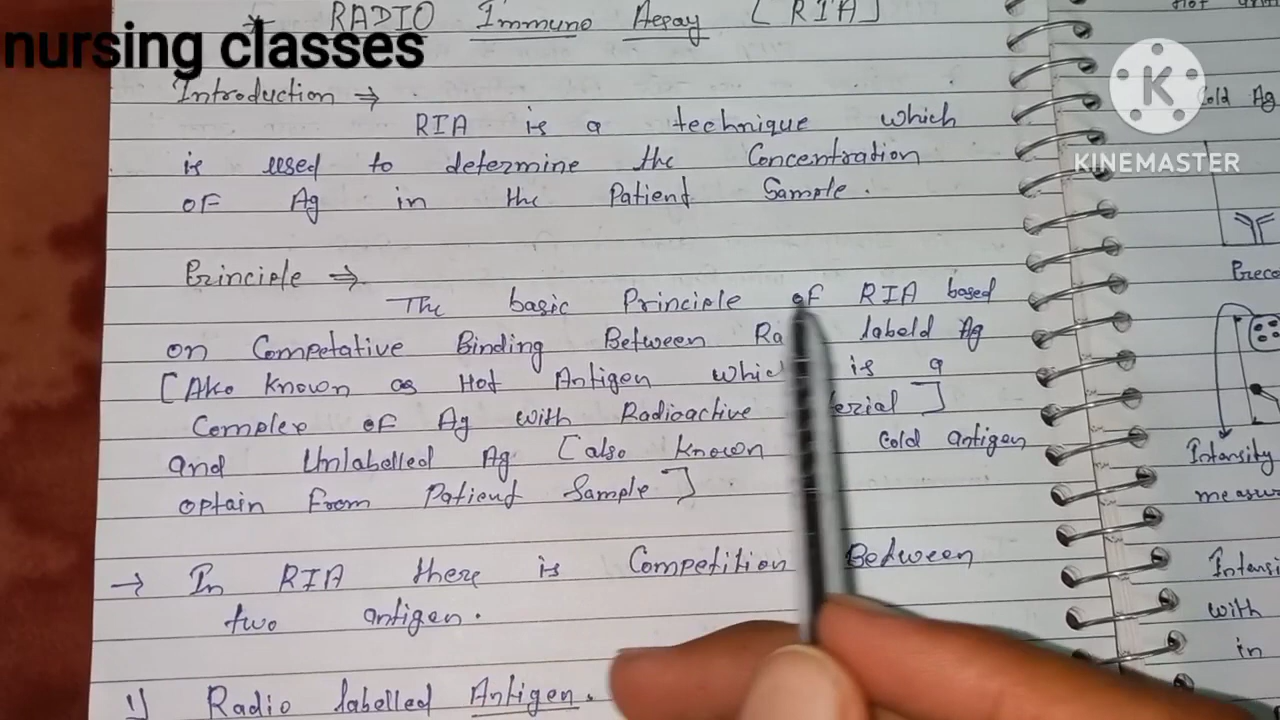 * RADIO Immuno Assay [RIA]
nursing classes
Introduction ⇒
RIA is a technique which
is used to determine the Concentration
OF Ag in the Patient Sample.
Principle ⇒
The basic Principle of RIA based
on Competative Binding Between Ra labeld Ag
[Also known as Hot Antigen whic is a
Complex OF Ag with Radioactive terial]
and Unlabelled Ag [also known cold antigen
optain From Patient Sample]
→ In RIA there is Competition Between
two antigen.
1) Radio labelled Antigen.
Cold Ag
KINEMASTER
Intansity
measu
Intansi
with
in